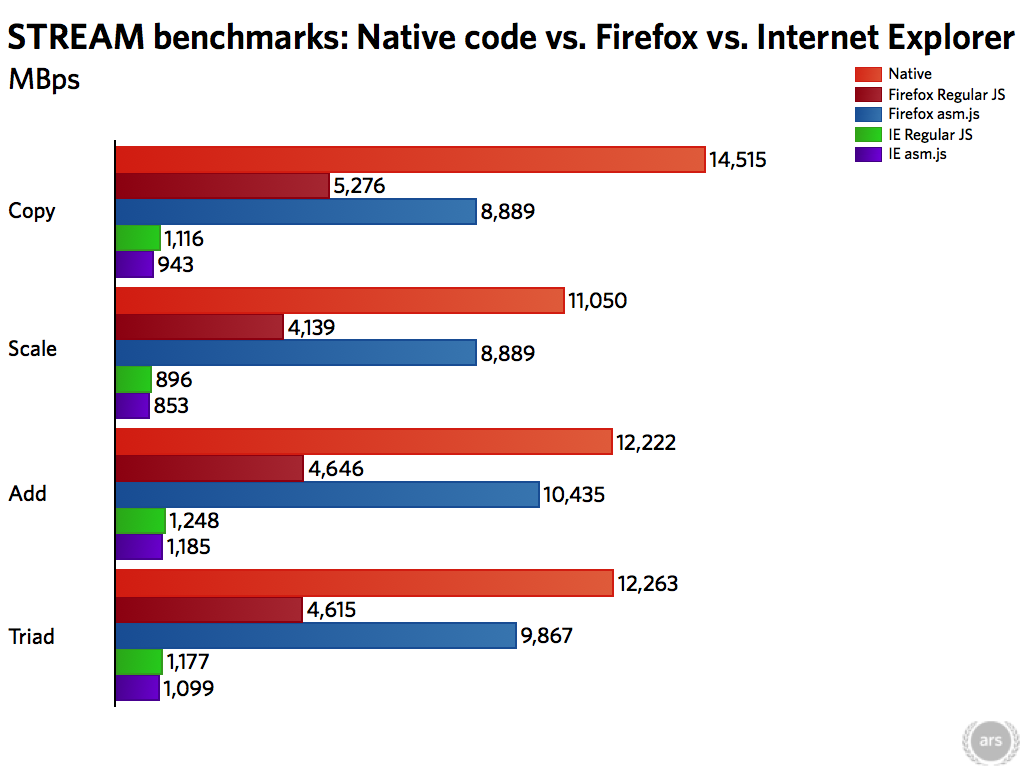 STREAM benchmarks: Native code vs. Firefox vs. Internet Explorer
MBps
Native
Firefox Regular JS
Firefox asm.js
IE Regular JS
IE asm.js
Copy
14,515
5,276
8,889
1,116
943
Scale
11,050
4,139
8,889
896
853
Add
12,222
4,646
10,435
1,248
1,185
Triad
12,263
4,615
9,867
1,177
1,099
ars